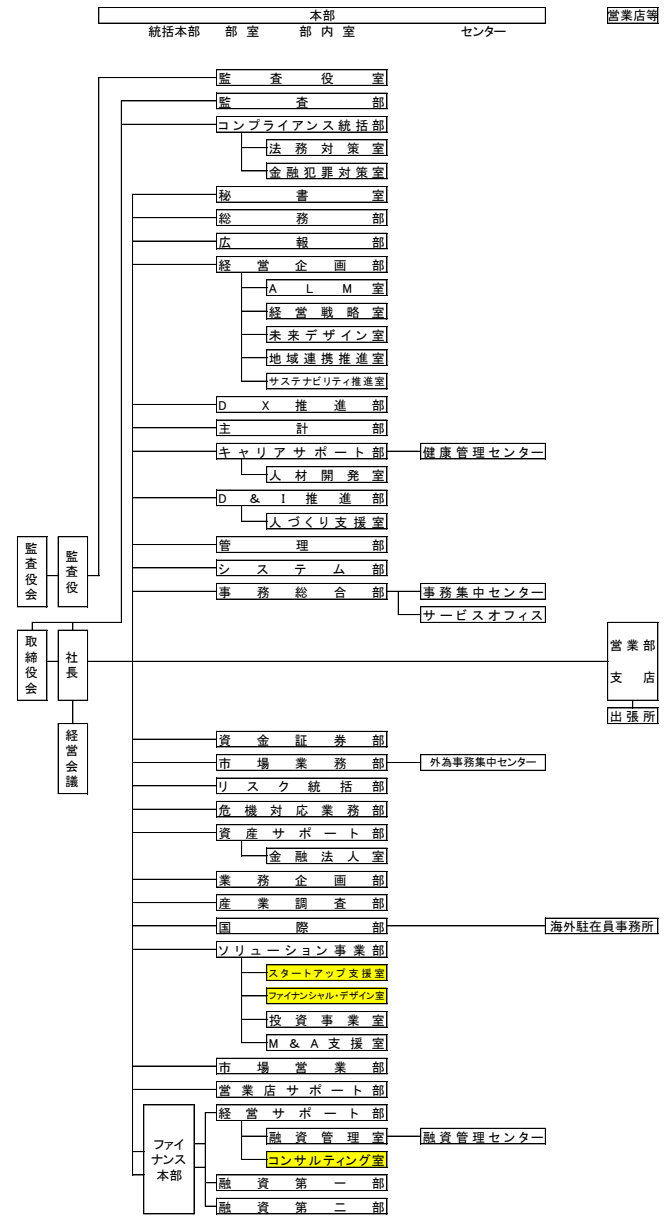 本部
営業店等
統括本部 部室 部内室 センター
監査役室
監査部
コンプライアンス統括部
法務対策室
金融犯罪対策室
秘書室
総務部
広報部
経営企画部
ALM室
経営戦略室
未来デザイン室
地域連携推進室
サステナビリティ推進室
DX推進部
主計部
キャリアサポート部
健康管理センター
人材開発室
D&I推進部
人づくり支援室
管理部
システム部
事務総合部
事務集中センター
サービスオフィス
監査役会
監査役
取締役会
社長
経営会議
営業部
支店
出張所
資金証券部
市場業務部
外為事務集中センター
リスク統括部
危機対応業務部
資産サポート部
金融法人室
業務企画部
産業調査部
国際部
海外駐在員事務所
ソリューション事業部
スタートアップ支援室
ファイナンシャル・デザイン室
投資事業室
M&A支援室
市場営業部
営業店サポート部
ファイ
ナンス
本部
経営サポート部
融資管理室
融資管理センター
コンサルティング室
融資第一部
融資第二部